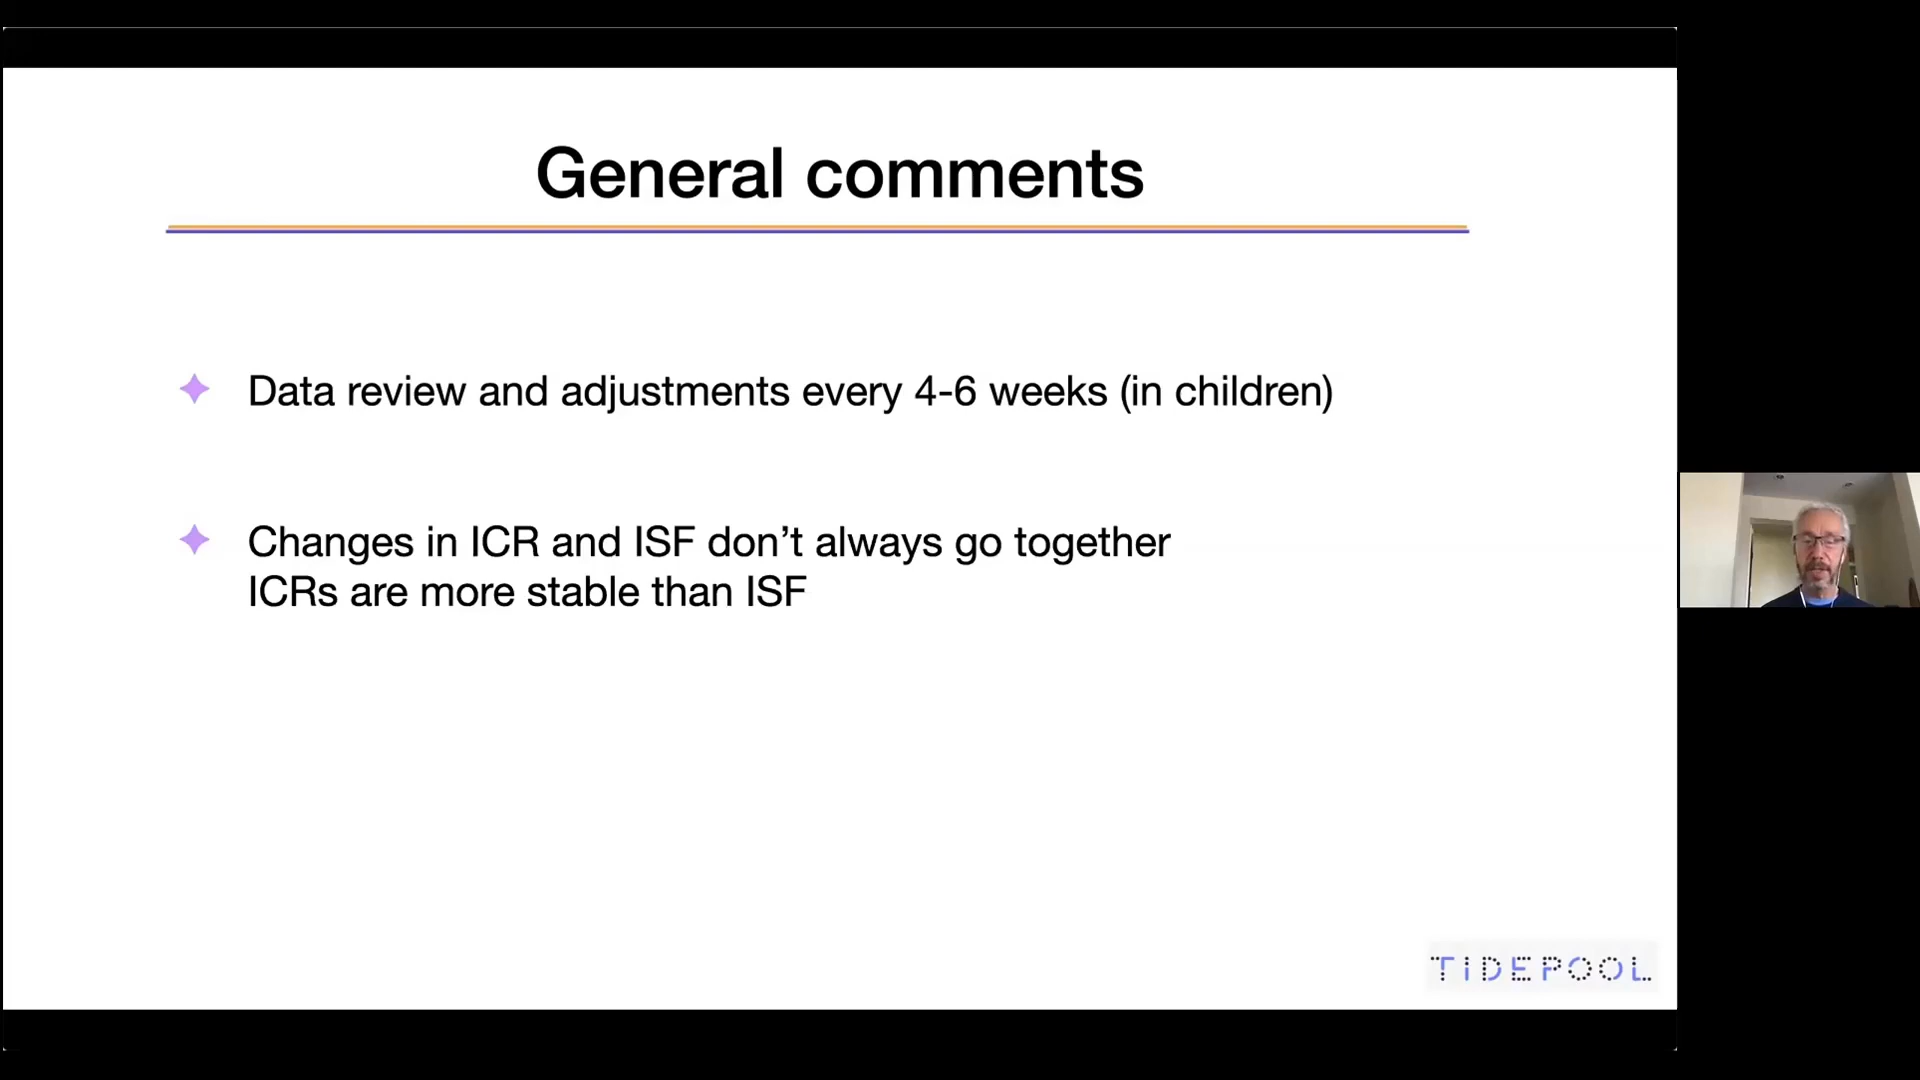 General comments
Data review and adjustments every 4-6 weeks (in children)
Changes in ICR and ISF don’t always go together
ICRs are more stable than ISF
TIDEPOOL